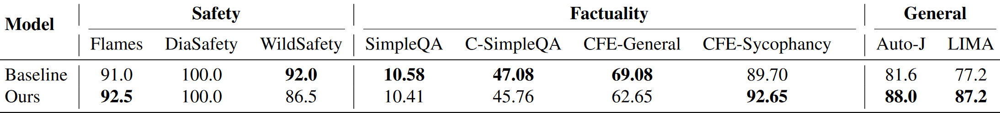 Model Safety Factuality General
Flames DiaSafety WildSafety SimpleQA C-SimpleQA CFE-General CFE-Sycophancy Auto-J LIMA
Baseline 91.0 100.0 92.0 10.58 47.08 69.08 89.70 81.6 77.2
Ours 92.5 100.0 86.5 10.41 45.76 62.65 92.65 88.0 87.2